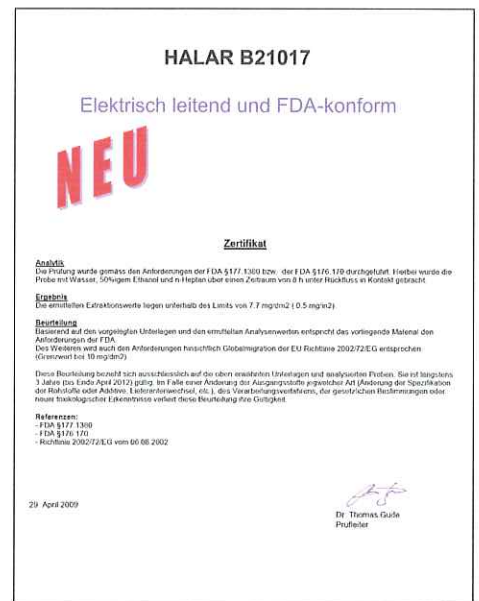 HALAR B21017
Elektrisch leitend und FDA-konform
NEU
Zertifikat
Analytik
Die Prüfung wurde gemäss den Anforderungen der FDA §177.1380 bzw. der FDA §176.170 durchgeführt. Hierbei wurde die
Probe mit Wasser, 50%igem Ethanol und n-Heptan über einen Zeitraum von 8 h unter Rückfluss in Kontakt gebracht.
Ergebnis
Die ermittelten Extraktionswerte liegen unterhalb des Limits von 7.7 mg/dm2 ( 0.5 mg/in2).
Beurteilung
Basierend auf den vorgelegten Unterlagen und den ermittelten Analysenwerten entspricht das vorliegende Material den
Anforderungen der FDA.
Des Weiteren wird auch den Anforderungen hinsichtlich Globalmigration der EU Richtlinie 2002/72/EG entsprochen
(Grenzwert bei 10 mg/dm2)
Diese Beurteilung bezieht sich ausschliesslich auf die oben erwähnten Unterlagen und analysierten Proben. Sie ist längstens
3 Jahre (bis Ende April 2012) gültig. Im Falle einer Änderung der Ausgangsstoffe jegwelcher Art (Änderung der Spezifikation
der Rohstoffe oder Additive, Lieferantenwechsel, etc.), des Verarbeitungsverfahrens, der gesetzlichen Bestimmungen oder
neuer toxikologischer Erkenntnisse verliert diese Beurteilung ihre Gültigkeit.
Referenzen:
- FDA §177.1380
- FDA §176.170
- Richtlinie 2002/72/EG vom 06.08.2002
29. April 2009
Dr. Thomas Gude
Prüfleiter